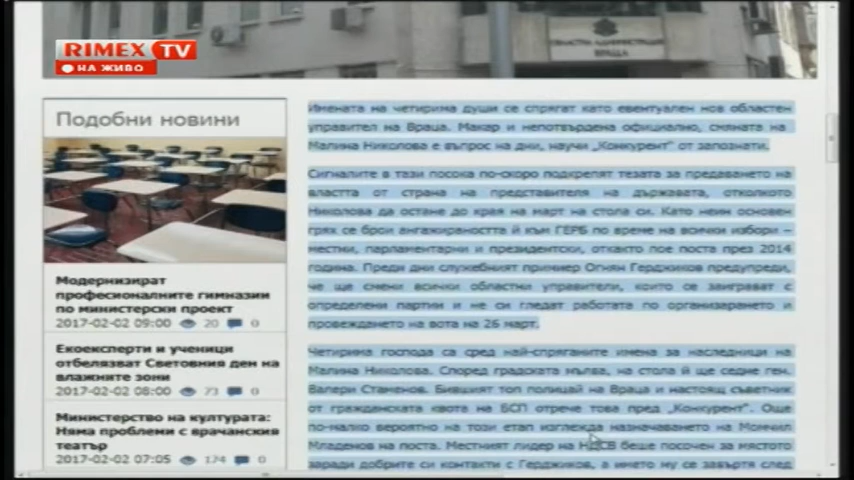 RIMEX TV
НА ЖИВО
ОБЛАСТНА АДМИНИСТРАЦИЯ
ВРАЦА
Подобни новини
Модернизират
професионалните гимназии
по министерски проект
2017-02-02 09:00 20 0
Екоексперти и ученици
отбелязват Световния ден на
влажните зони
2017-02-02 08:00 73 0
Министерство на културата:
Няма проблеми с врачанския
театър
2017-02-02 07:05 174 0
Имената на четирима души се спрягат като евентуален нов областен
управител на Враца. Макар и непотвърдена официално, смяната на
Малина Николова е въпрос на дни, научи „Конкурент" от запознати.
Сигналите в тази посока по-скоро подкрепят тезата за предаването на
властта от страна на представителя на държавата, отколкото
Николова да остане до края на март на стола си. Като неин основен
грях се брои ангажираността й към ГЕРБ по време на всички избори –
местни, парламентарни и президентски, откакто пое поста през 2014
година. Преди дни служебният примиер Огнян Герджиков предупреди,
че ще смени всички областни управители, които се заиграват с
определени партии и не си гледат работата по организирането и
провеждането на вота на 26 март.
Четирима господа са сред най-спряганите имена за наследници на
Малина Николова. Според градската мълва, на стола й ще седне ген.
Валери Стаменов. Бившият топ полицай на Враца и настоящ съветник
от гражданската квота на БСП отрече това пред „Конкурент". Още
по-малко вероятно на този етап изглежда назначаването на Мончил
Младенов на поста. Местният лидер на НДСВ беше посочен за мястото
заради добрите си контакти с Герджиков, а името му се завъртя след